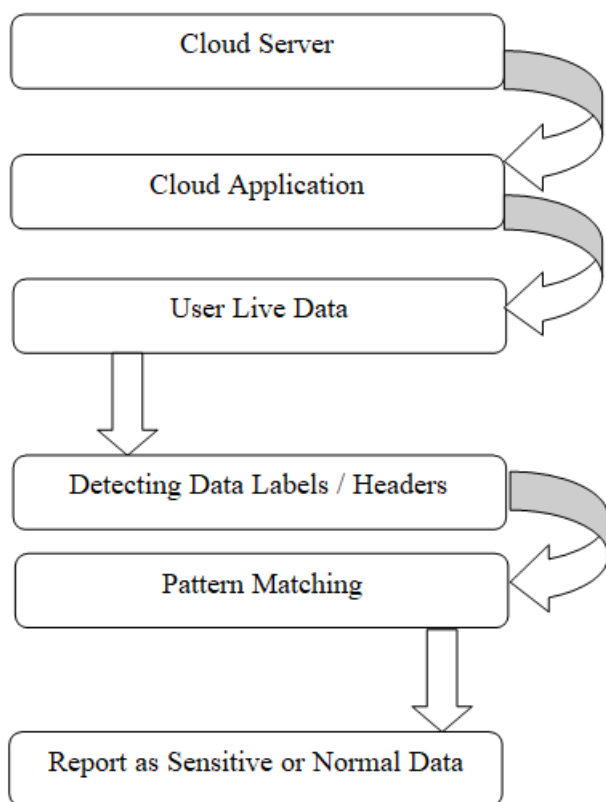 Cloud Server
Cloud Application
User Live Data
Detecting Data Labels / Headers
Pattern Matching
Report as Sensitive or Normal Data